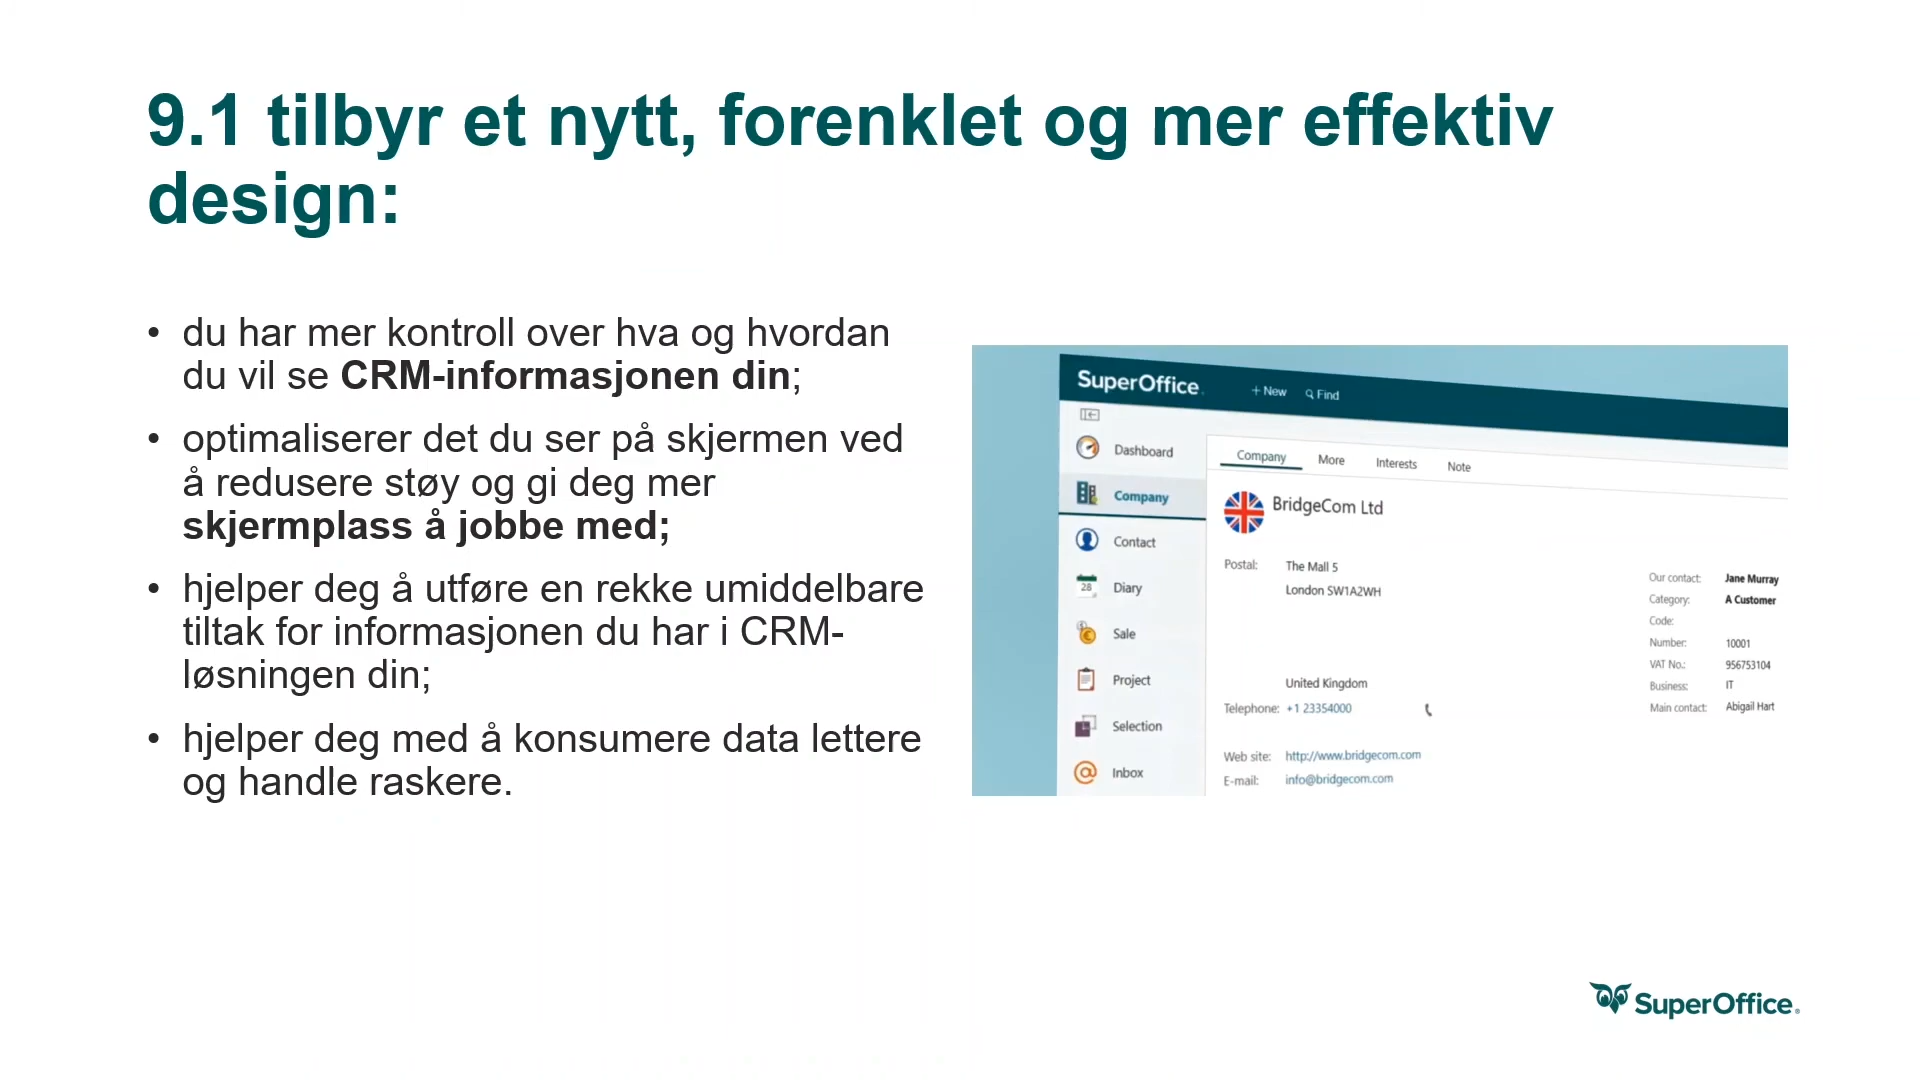 9.1 tilbyr et nytt, forenklet og mer effektiv
design:
• du har mer kontroll over hva og hvordan
du vil se CRM-informasjonen din;
• optimaliserer det du ser på skjermen ved
å redusere støy og gi deg mer
skjermplass å jobbe med;
• hjelper deg å utføre en rekke umiddelbare
tiltak for informasjonen du har i CRM-
løsningen din;
• hjelper deg med å konsumere data lettere
og handle raskere.
SuperOffice.
+ New Find
Dashboard
Company
Contact
28 Diary
Sale
Project
Selection
Inbox
Company More Interests Note
BridgeCom Ltd
Postal: The Mall 5
London SW1A2WH
United Kingdom
Telephone: +1 23354000
Web site: http://www.bridgecom.com
E-mail: info@bridgecom.com
Our contact: Jane Murray
Category: A Customer
Code:
Number: 10001
VAT No.: 956753104
Business: IT
Main contact: Abigail Hart
SuperOffice®